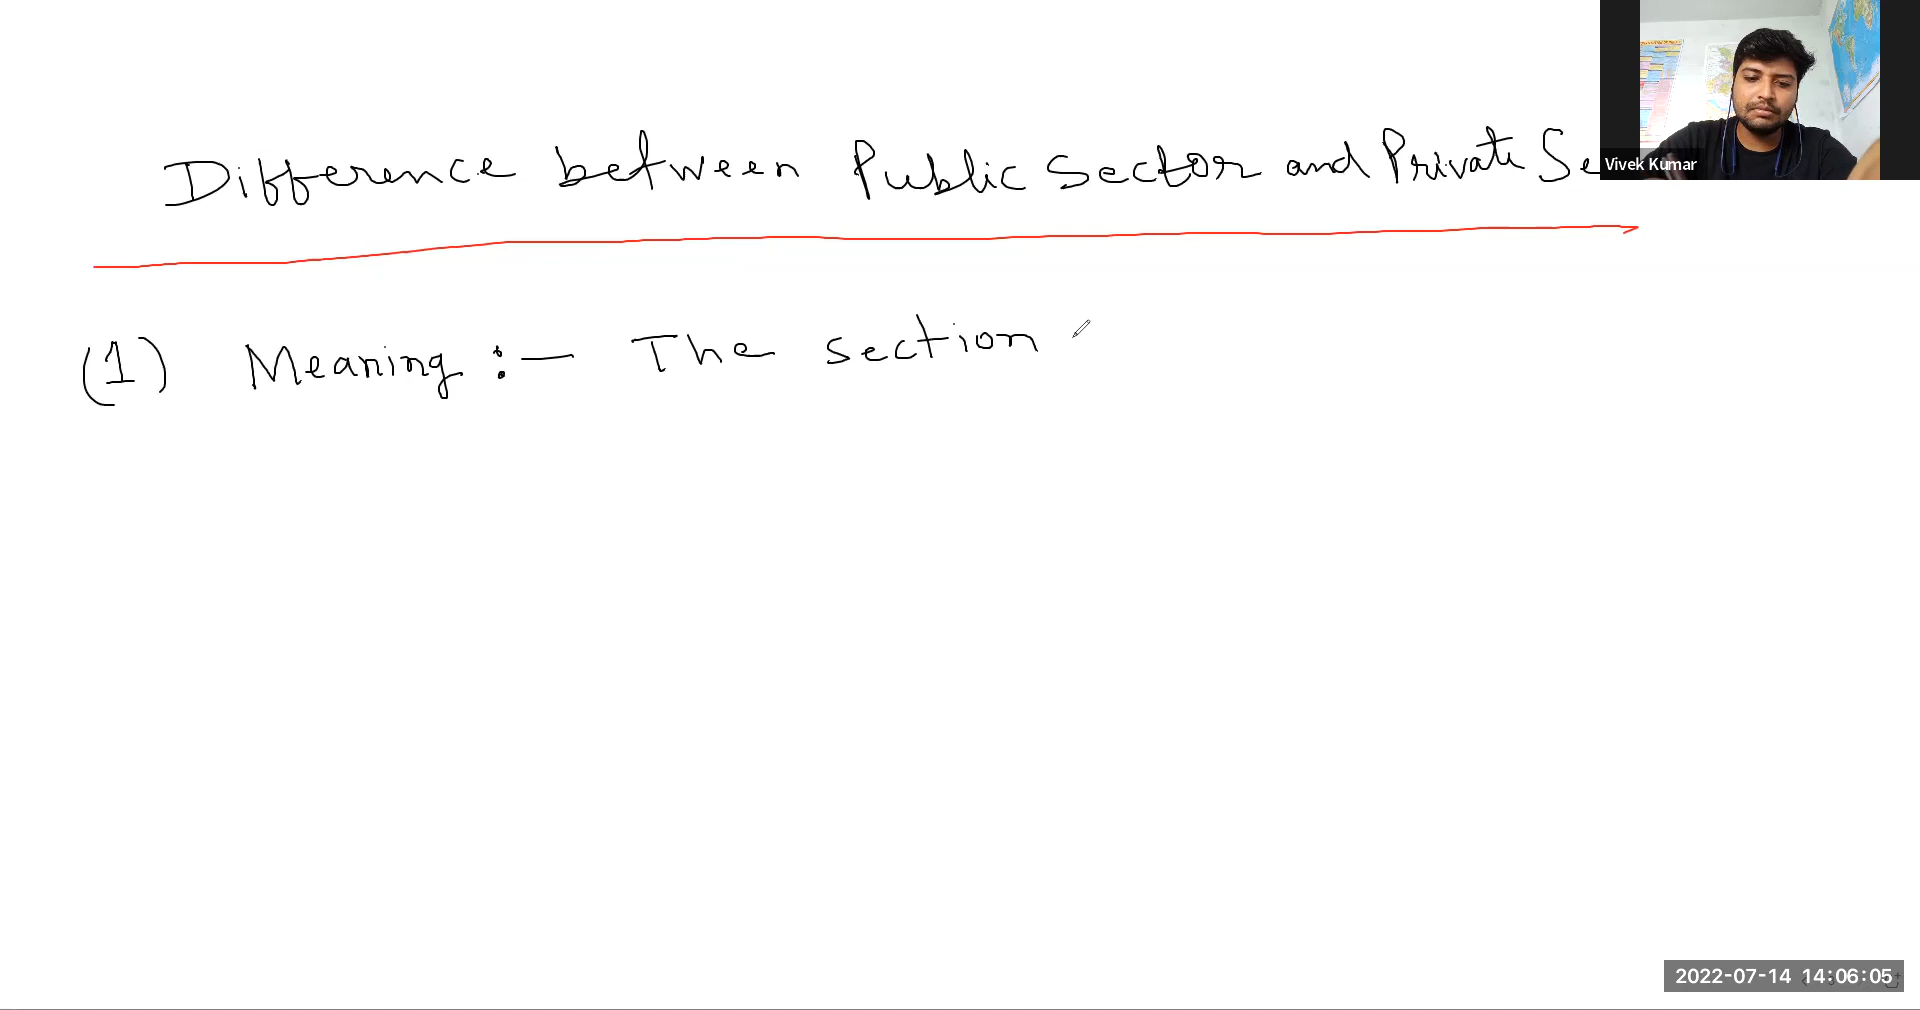 Difference between Public Sector and Private Se
Vivek Kumar
(1) Meaning :- The section
2022-07-14 14:06:05